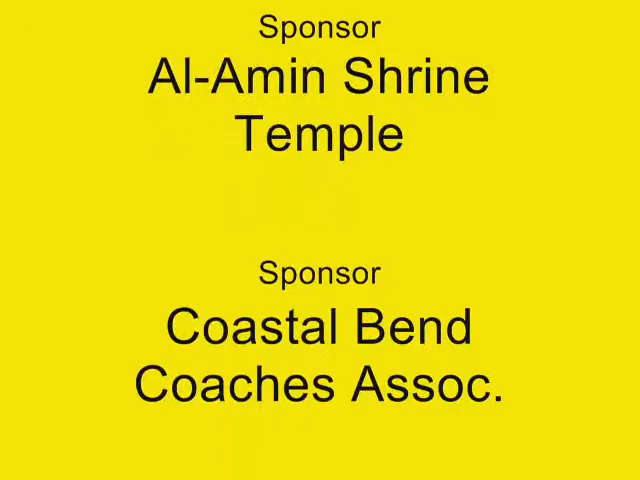 Sponsor
Al-Amin Shrine
Temple
Sponsor
Coastal Bend
Coaches Assoc.